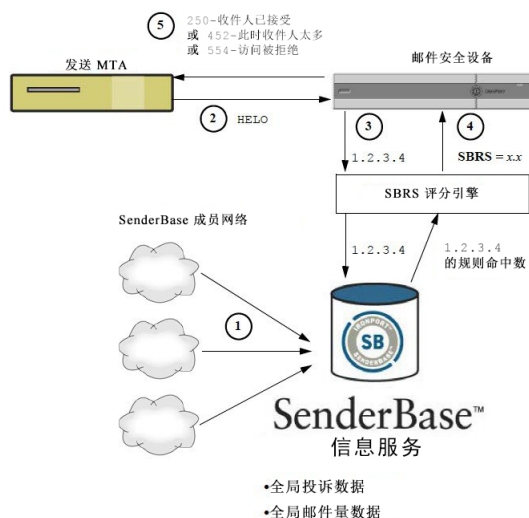 5
250-收件人已接受
或 452-此时收件人太多
或 554-访问被拒绝
发送 MTA
邮件安全设备
2 HELO
3
4
1.2.3.4
SBRS = x.x
SBRS 评分引擎
SenderBase 成员网络
1.2.3.4
1.2.3.4
的规则命中数
1
IRONPORT
SB
SENDERBASE
SenderBase™
信息服务
•全局投诉数据
•全局邮件量数据